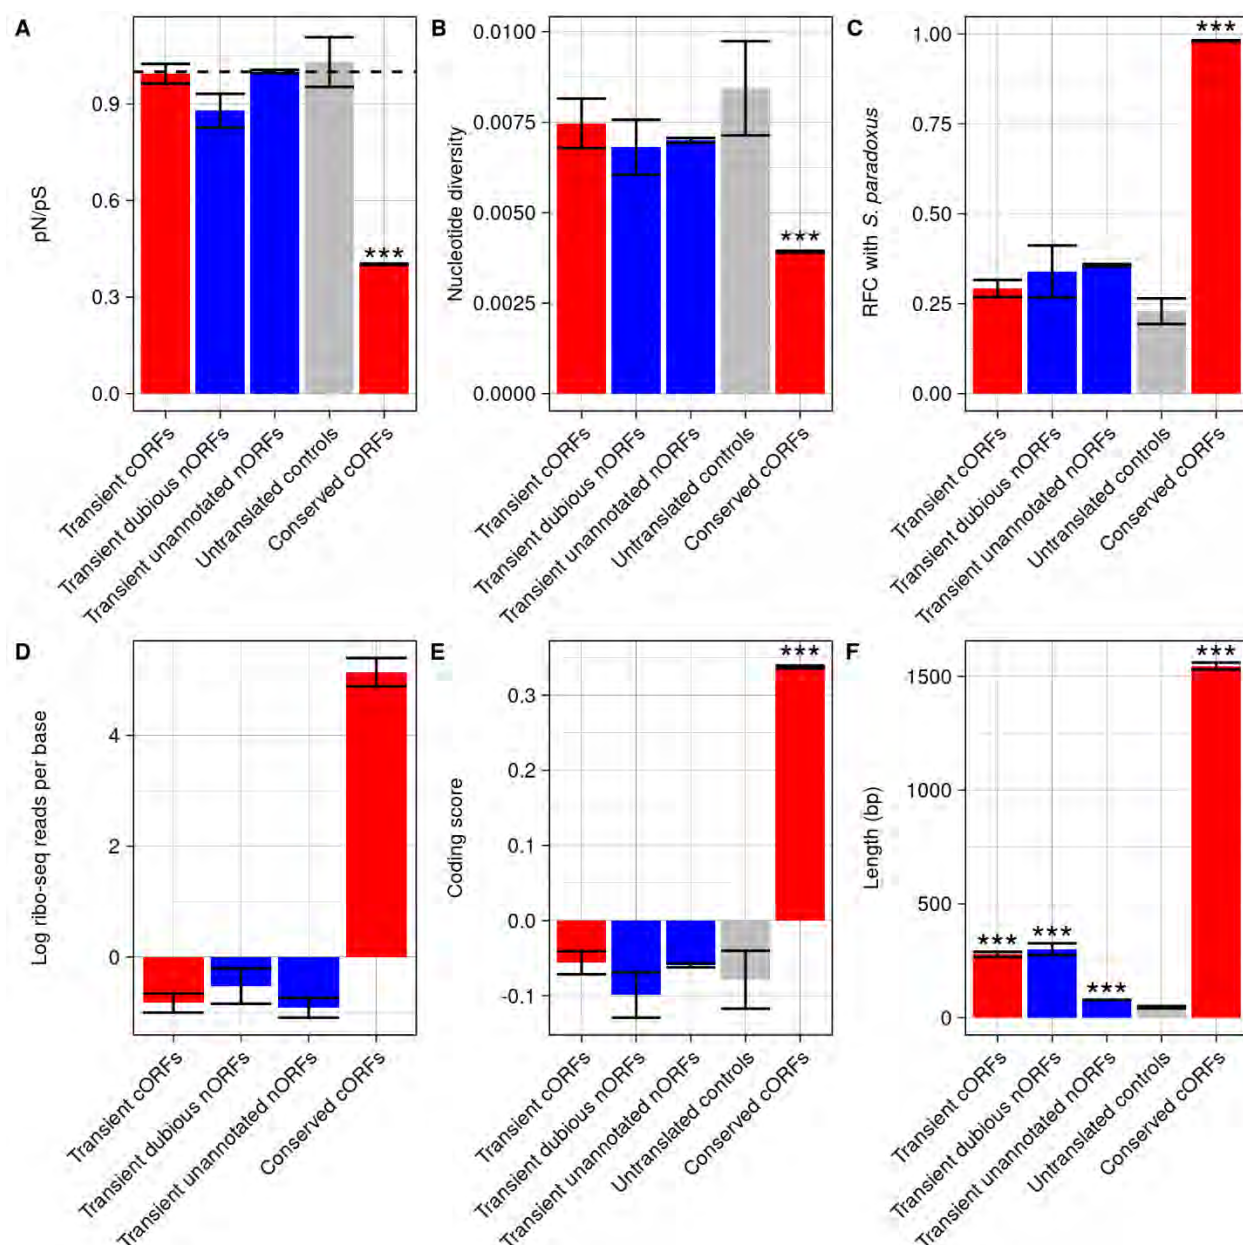 A
pN/pS
0.9
0.6
0.3
0.0
Transient cORFs
Transient dubious nORFs
Transient unannotated nORFs
Untranslated controls
Conserved cORFs
***
B
Nucleotide diversity
0.0100
0.0075
0.0050
0.0025
0.0000
Transient cORFs
Transient dubious nORFs
Transient unannotated nORFs
Untranslated controls
Conserved cORFs
***
C
RFC with S. paradoxus
1.00
0.75
0.50
0.25
0.00
Transient cORFs
Transient dubious nORFs
Transient unannotated nORFs
Untranslated controls
Conserved cORFs
***
D
Log ribo-seq reads per base
4
2
0
Transient cORFs
Transient dubious nORFs
Transient unannotated nORFs
Conserved cORFs
E
Coding score
0.3
0.2
0.1
0.0
-0.1
Transient cORFs
Transient dubious nORFs
Transient unannotated nORFs
Untranslated controls
Conserved cORFs
***
F
Length (bp)
1500
1000
500
0
Transient cORFs
Transient dubious nORFs
Transient unannotated nORFs
Untranslated controls
Conserved cORFs
***
***
***
***